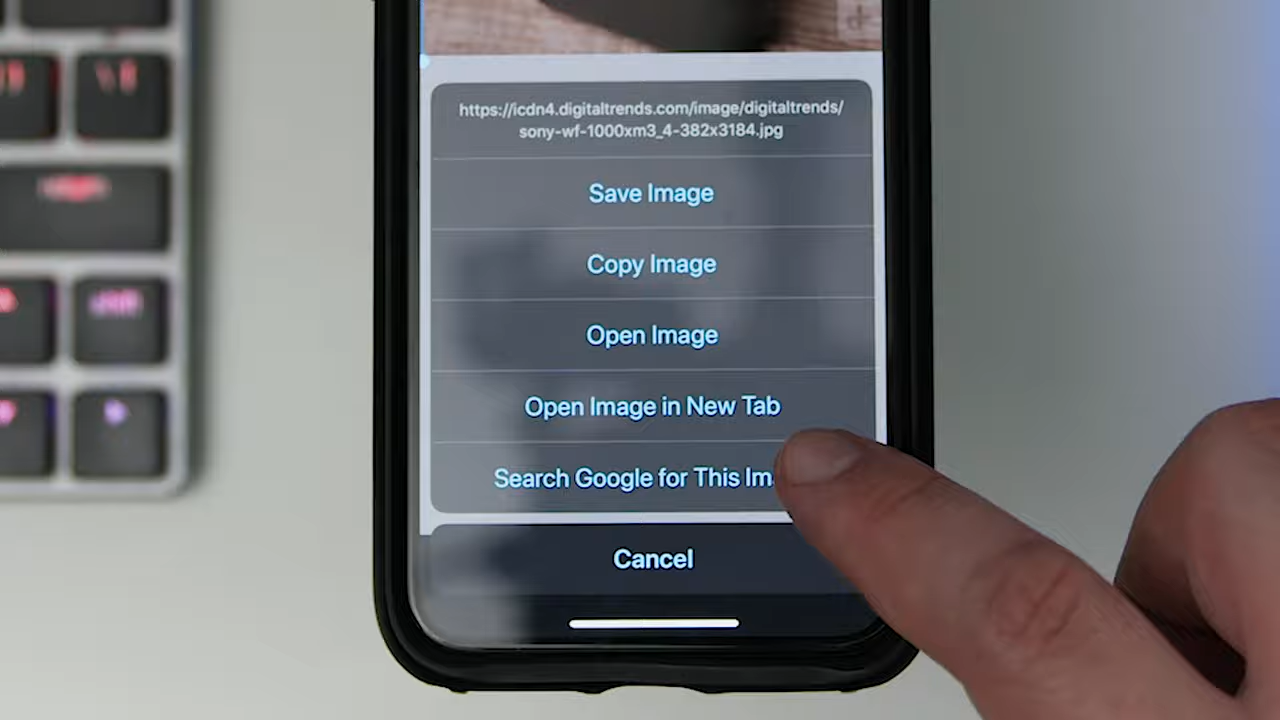 https://icdn4.digitaltrends.com/image/digitaltrends/
sony-wf-1000xm3_4-382x3184.jpg
Save Image
Copy Image
Open Image
Open Image in New Tab
Search Google for This Im
Cancel